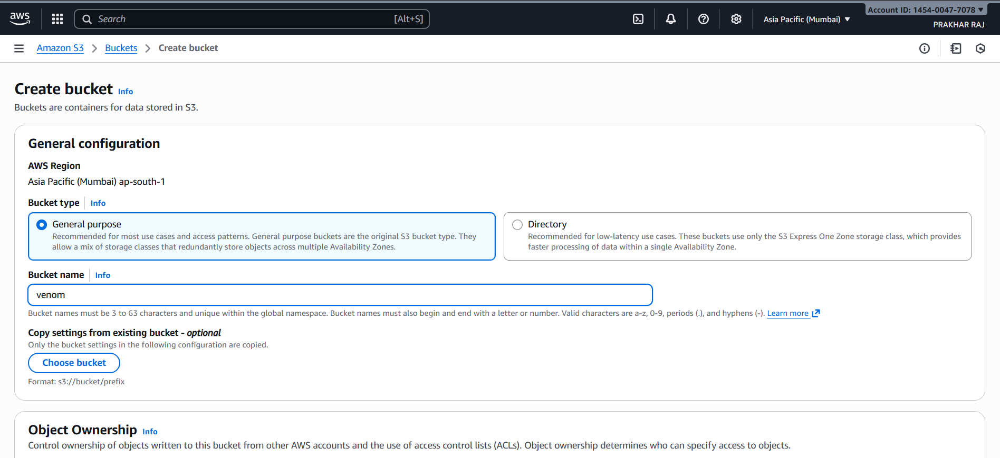 aws
Search
[Alt+S]
Asia Pacific (Mumbai)
Account ID: 1454-0047-7078
PRAKHAR RAJ
Amazon S3
Buckets
Create bucket
Create bucket Info
Buckets are containers for data stored in S3.
General configuration
AWS Region
Asia Pacific (Mumbai) ap-south-1
Bucket type Info
General purpose
Recommended for most use cases and access patterns. General purpose buckets are the original S3 bucket type. They
allow a mix of storage classes that redundantly store objects across multiple Availability Zones.
Directory
Recommended for low-latency use cases. These buckets use only the S3 Express One Zone storage class, which provides
faster processing of data within a single Availability Zone.
Bucket name Info
venom
Bucket names must be 3 to 63 characters and unique within the global namespace. Bucket names must also begin and end with a letter or number. Valid characters are a-z, 0-9, periods (.), and hyphens (-). Learn more
Copy settings from existing bucket - optional
Only the bucket settings in the following configuration are copied.
Choose bucket
Format: s3://bucket/prefix
Object Ownership Info
Control ownership of objects written to this bucket from other AWS accounts and the use of access control lists (ACLs). Object ownership determines who can specify access to objects.